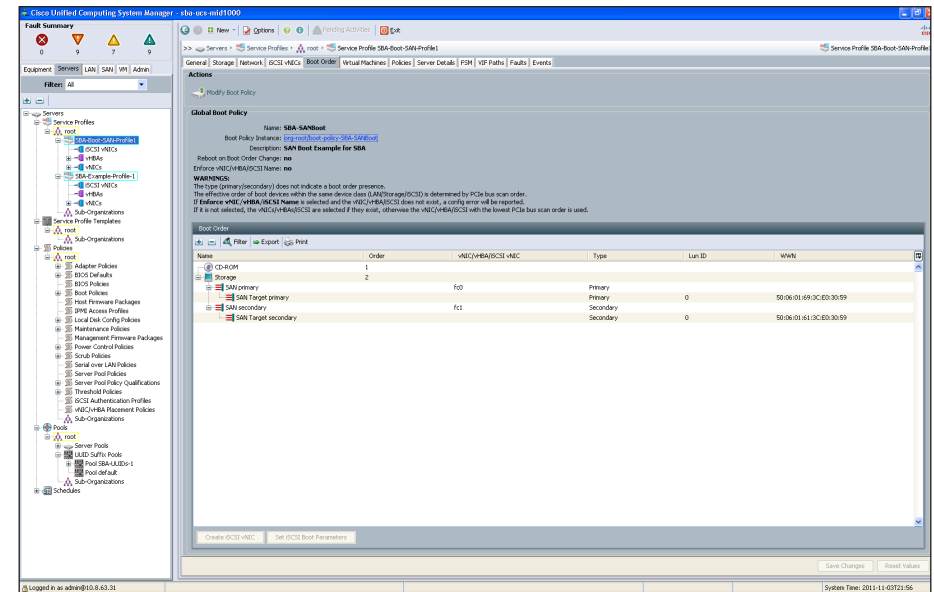 Cisco Unified Computing System Manager - sba-ucs-mid1000
Fault Summary
0 9 7 9
Equipment Servers LAN SAN VM Admin
Filter: All
Servers
Service Profiles
root
SBA-Boot-SAN-Profile1
iSCSI vNICs
vHBAs
vNICs
SBA-Example-Profile-1
iSCSI vNICs
vHBAs
vNICs
Sub-Organizations
Service Profile Templates
root
Sub-Organizations
Policies
root
Adapter Policies
BIOS Defaults
BIOS Policies
Boot Policies
Host Firmware Packages
IPMI Access Profiles
Local Disk Config Policies
Maintenance Policies
Management Firmware Packages
Power Control Policies
Scrub Policies
Serial over LAN Policies
Server Pool Policies
Server Pool Policy Qualifications
Threshold Policies
iSCSI Authentication Profiles
vNIC/vHBA Placement Policies
Sub-Organizations
Pools
root
Server Pools
UUID Suffix Pools
Pool SBA-UUIDs-1
Pool default
Sub-Organizations
Schedules
New Options Pending Activities Exit
>> Servers Service Profiles root Service Profile SBA-Boot-SAN-Profile1
Service Profile SBA-Boot-SAN-Profile
General Storage Network iSCSI vNICs Boot Order Virtual Machines Policies Server Details FSM VIF Paths Faults Events
Actions
Modify Boot Policy
Global Boot Policy
Name: SBA-SANBoot
Boot Policy Instance: org-root/boot-policy-SBA-SANBoot
Description: SAN Boot Example for SBA
Reboot on Boot Order Change: no
Enforce vNIC/vHBA/iSCSI Name: no
WARNINGS:
The type (primary/secondary) does not indicate a boot order presence.
The effective order of boot devices within the same device class (LAN/Storage/iSCSI) is determined by PCIe bus scan order.
If Enforce vNIC/vHBA/iSCSI Name is selected and the vNIC/vHBA/iSCSI does not exist, a config error will be reported.
If it is not selected, the vNICs/vHBAs/iSCSI are selected if they exist, otherwise the vNIC/vHBA/iSCSI with the lowest PCIe bus scan order is used.
Boot Order
Filter Export Print
Name Order vNIC/vHBA/iSCSI vNIC Type Lun ID WWN
CD-ROM 1
Storage 2
SAN primary fc0 Primary
SAN Target primary Primary 0 50:06:01:69:3C:E0:30:59
SAN secondary fc1 Secondary
SAN Target secondary Secondary 0 50:06:01:61:3C:E0:30:59
Create iSCSI vNIC Set iSCSI Boot Parameters
Save Changes Reset Values
Logged in as admin@10.8.63.31
System Time: 2011-11-03T21:56